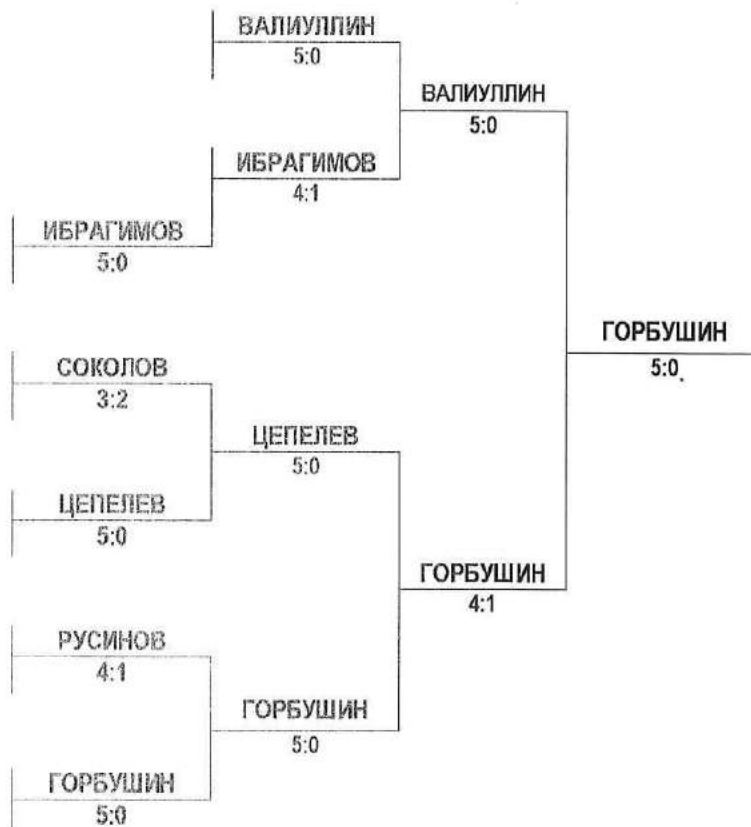 ВАЛИУЛЛИН
5:0
ВАЛИУЛЛИН
5:0
ИБРАГИМОВ
4:1
ИБРАГИМОВ
5:0
ГОРБУШИН
5:0
СОКОЛОВ
3:2
ЦЕПЕЛЕВ
5:0
ЦЕПЕЛЕВ
5:0
ГОРБУШИН
4:1
РУСИНОВ
4:1
ГОРБУШИН
5:0
ГОРБУШИН
5:0